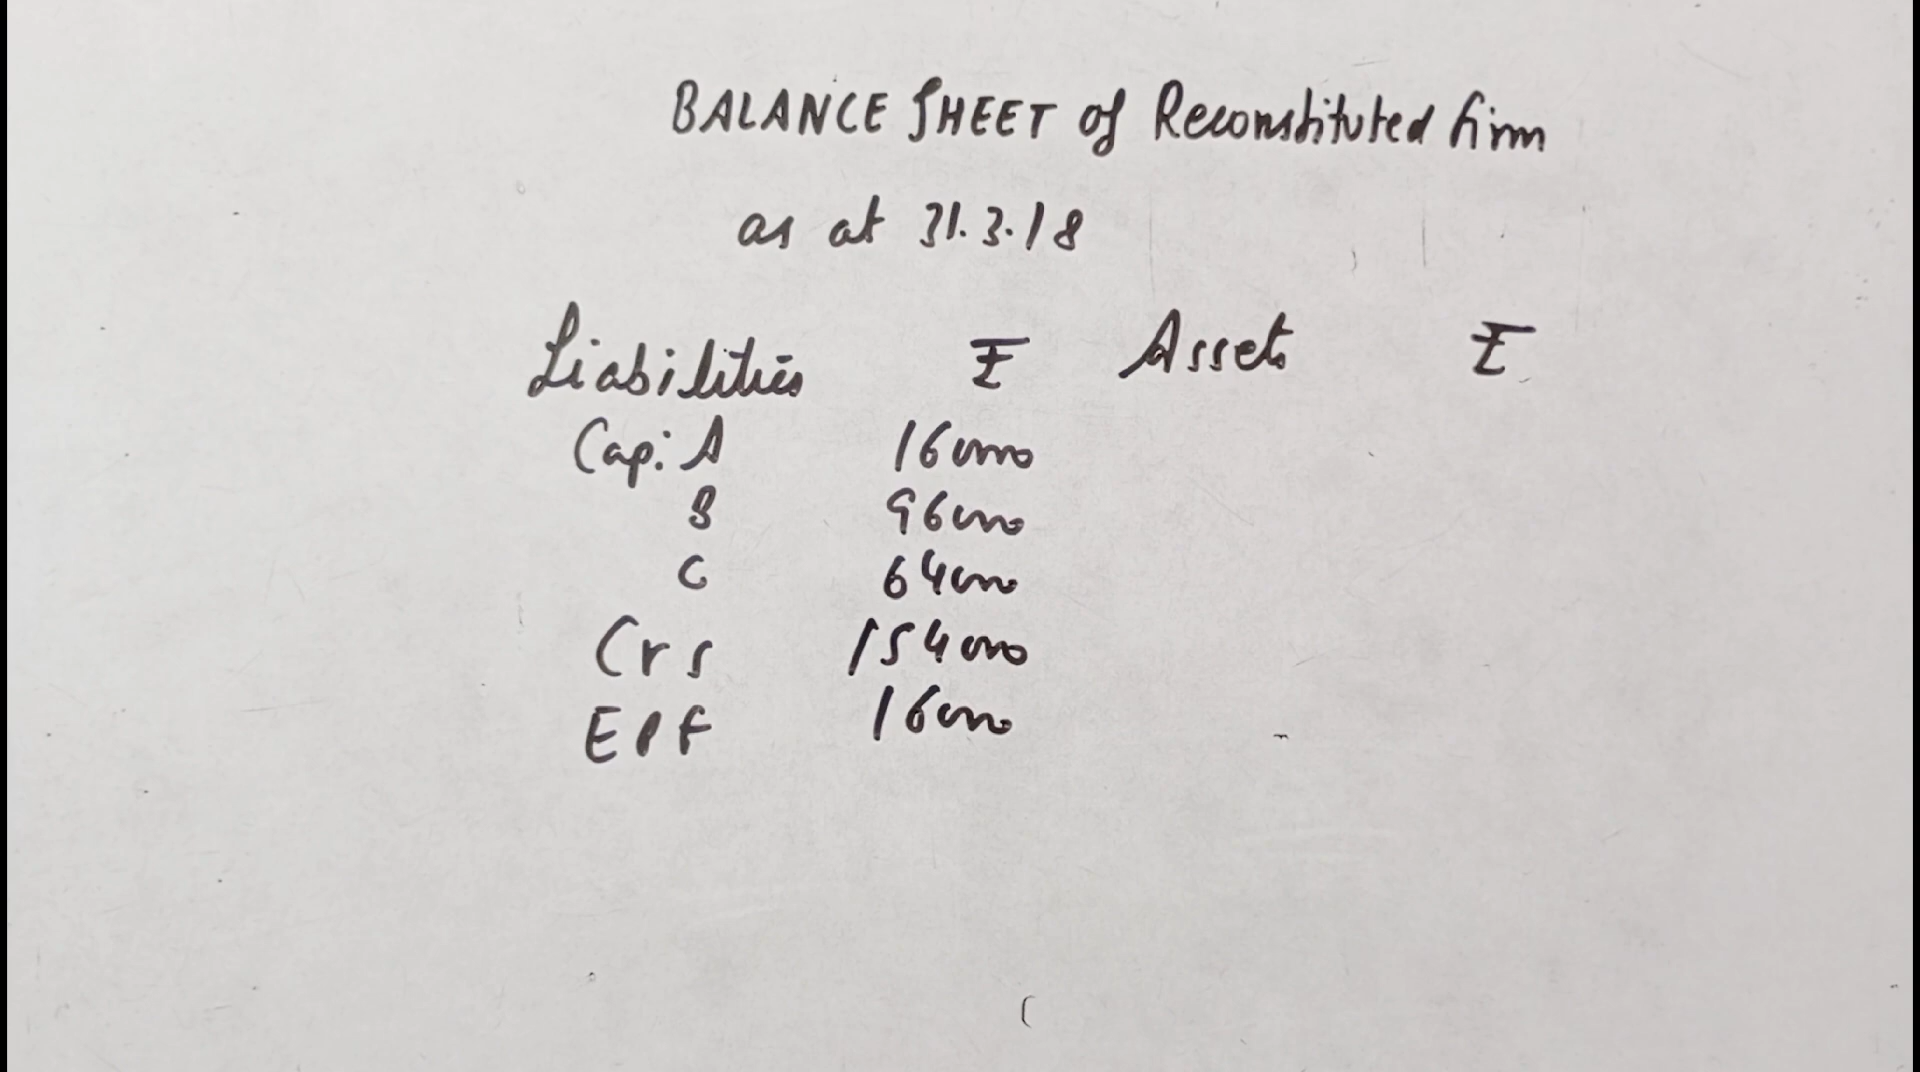 BALANCE SHEET of Reconstituted firm
as at 31.3.18
Liabilities ₹ Assets ₹
Cap: A 160000
B 96000
C 64000
Crs 154000
EPF 16000